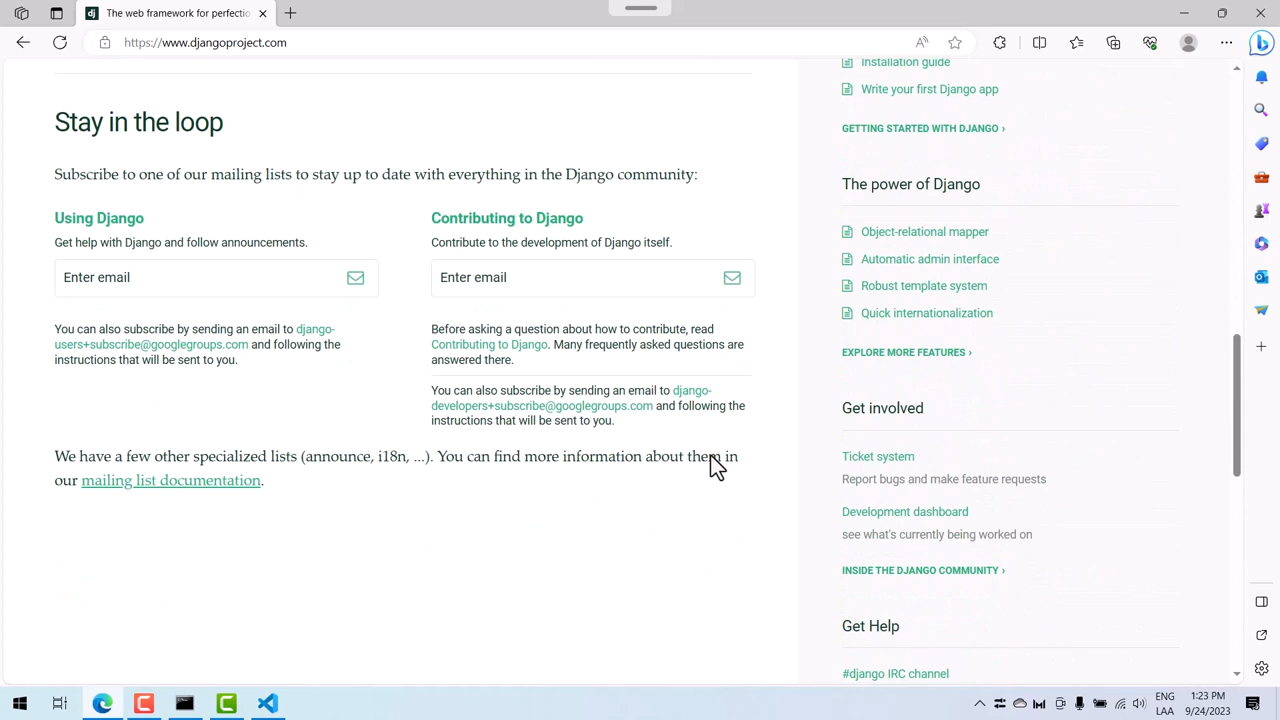 The web framework for perfectio
https://www.djangoproject.com
Stay in the loop
Subscribe to one of our mailing lists to stay up to date with everything in the Django community:
Using Django
Get help with Django and follow announcements.
Enter email
You can also subscribe by sending an email to django-
users+subscribe@googlegroups.com and following the
instructions that will be sent to you.
Contributing to Django
Contribute to the development of Django itself.
Enter email
Before asking a question about how to contribute, read
Contributing to Django. Many frequently asked questions are
answered there.
You can also subscribe by sending an email to django-
developers+subscribe@googlegroups.com and following the
instructions that will be sent to you.
We have a few other specialized lists (announce, i18n, ...). You can find more information about them in
our mailing list documentation.
Installation guide
Write your first Django app
GETTING STARTED WITH DJANGO ›
The power of Django
Object-relational mapper
Automatic admin interface
Robust template system
Quick internationalization
EXPLORE MORE FEATURES ›
Get involved
Ticket system
Report bugs and make feature requests
Development dashboard
see what's currently being worked on
INSIDE THE DJANGO COMMUNITY ›
Get Help
#django IRC channel
ENG
LAA
1:23 PM
9/24/2023